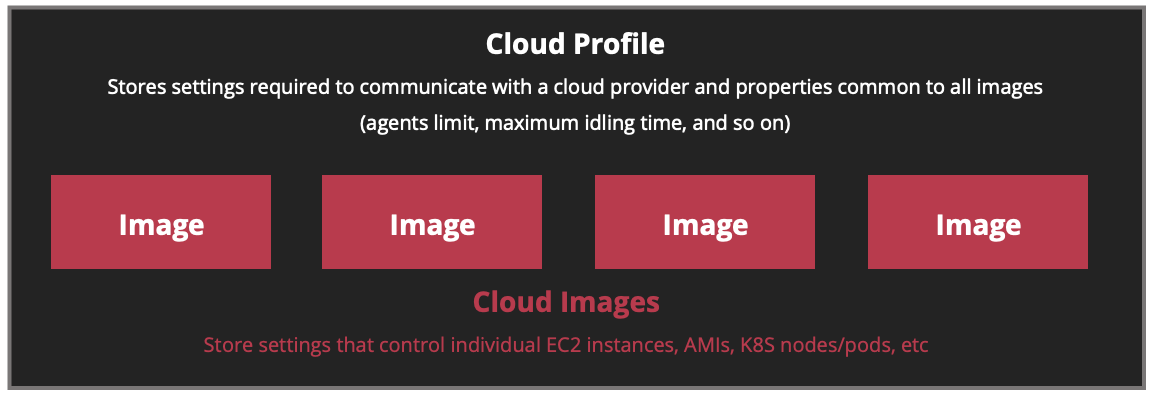 Cloud Profile
Stores settings required to communicate with a cloud provider and properties common to all images
(agents limit, maximum idling time, and so on)
Image Image Image Image
Cloud Images
Store settings that control individual EC2 instances, AMIs, K8S nodes/pods, etc